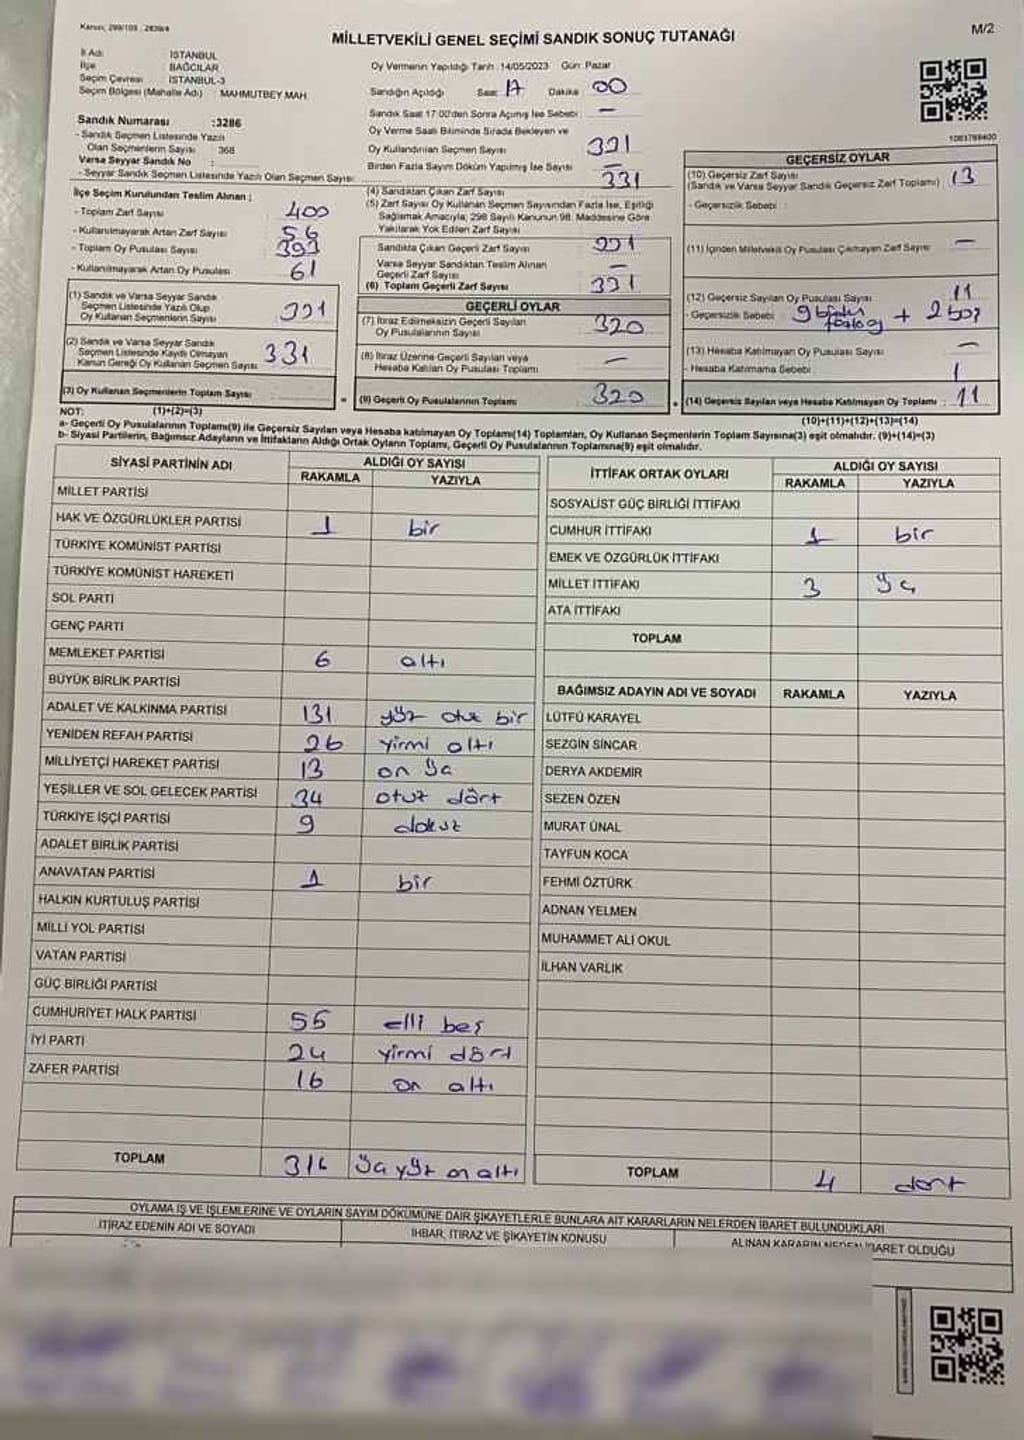 Kanun: 299/105 : 2839/4
M/2
MİLLETVEKİLİ GENEL SEÇİMİ SANDIK SONUÇ TUTANAĞI
İl Adı : İSTANBUL
İlçe : BAĞCILAR
Seçim Çevresi : İSTANBUL-3
Seçim Bölgesi (Mahalle Adı) : MAHMUTBEY MAH.
Sandık Numarası :3286
- Sandık Seçmen Listesinde Yazılı
Olan Seçmenlerin Sayısı : 368
Varsa Seyyar Sandık No :
- Seyyar Sandık Seçmen Listesinde Yazılı Olan Seçmen Sayısı:
İlçe Seçim Kurulundan Teslim Alınan :
- Toplam Zarf Sayısı : 400
- Kullanılmayarak Artan Zarf Sayısı : 56
- Toplam Oy Pusulası Sayısı : 393
- Kullanılmayarak Artan Oy Pusulası : 61
(1) Sandık ve Varsa Seyyar Sandık
Seçmen Listesinde Yazılı Olup
Oy Kullanan Seçmenlerin Sayısı : 331
(2) Sandık ve Varsa Seyyar Sandık
Seçmen Listesinde Kayıtlı Olmayan
Kanun Gereği Oy Kullanan Seçmen Sayısı : 331
(3) Oy Kullanan Seçmenlerin Toplam Sayısı :
(1)+(2)=(3)
Oy Vermenin Yapıldığı Tarih :14/05/2023 Gün: Pazar
Sandığın Açıldığı Saat : 17 Dakika : 00
Sandık Saat 17:00'den Sonra Açılmış İse Sebebi : —
Oy Verme Saati Bitiminde Sırada Bekleyen ve
Oy Kullandırılan Seçmen Sayısı : 331
Birden Fazla Sayım Döküm Yapılmış İse Sayısı : —
(4) Sandıktan Çıkan Zarf Sayısı : 331
(5) Zarf Sayısı Oy Kullanan Seçmen Sayısından Fazla İse, Eşitliği
Sağlamak Amacıyla; 298 Sayılı Kanunun 98. Maddesine Göre
Yakılarak Yok Edilen Zarf Sayısı :
Sandıkta Çıkan Geçerli Zarf Sayısı : 331
Varsa Seyyar Sandıktan Teslim Alınan
Geçerli Zarf Sayısı : —
(6) Toplam Geçerli Zarf Sayısı : 331
GEÇERLİ OYLAR
(7) İtiraz Edilmeksizin Geçerli Sayılan
Oy Pusulalarının Sayısı : 320
(8) İtiraz Üzerine Geçerli Sayılan veya
Hesaba Katılan Oy Pusulası Toplamı : —
(9) Geçerli Oy Pusulalarının Toplamı : 320
1083789400
GEÇERSİZ OYLAR
(10) Geçersiz Zarf Sayısı
(Sandık ve Varsa Seyyar Sandık Geçersiz Zarf Toplamı) : 13
- Geçersizlik Sebebi :
(11) İçinden Milletvekili Oy Pusulası Çıkmayan Zarf Sayısı : —
(12) Geçersiz Sayılan Oy Pusulası Sayısı : 11
- Geçersizlik Sebebi : 9 birden fazla oy + 2 boş
(13) Hesaba Katılmayan Oy Pusulası Sayısı : —
- Hesaba Katılmama Sebebi :
(14) Geçersiz Sayılan veya Hesaba Katılmayan Oy Toplamı : 11
(10)+(11)+(12)+(13)=(14)
NOT:
a- Geçerli Oy Pusulalarının Toplamı(9) ile Geçersiz Sayılan veya Hesaba katılmayan Oy Toplamı(14) Toplamları, Oy Kullanan Seçmenlerin Toplam Sayısına(3) eşit olmalıdır. (9)+(14)=(3)
b- Siyasi Partilerin, Bağımsız Adayların ve İttifakların Aldığı Ortak Oyların Toplamı, Geçerli Oy Pusulalarının Toplamına(9) eşit olmalıdır.
SİYASİ PARTİNİN ADI ALDIĞI OY SAYISI
RAKAMLA YAZIYLA
MİLLET PARTİSİ
HAK VE ÖZGÜRLÜKLER PARTİSİ 1 bir
TÜRKİYE KOMÜNİST PARTİSİ
TÜRKİYE KOMÜNİST HAREKETİ
SOL PARTİ
GENÇ PARTİ
MEMLEKET PARTİSİ 6 altı
BÜYÜK BİRLİK PARTİSİ
ADALET VE KALKINMA PARTİSİ 131 yüz otuz bir
YENİDEN REFAH PARTİSİ 26 yirmi altı
MİLLİYETÇİ HAREKET PARTİSİ 13 on üç
YEŞİLLER VE SOL GELECEK PARTİSİ 34 otuz dört
TÜRKİYE İŞÇİ PARTİSİ 9 dokuz
ADALET BİRLİK PARTİSİ
ANAVATAN PARTİSİ 1 bir
HALKIN KURTULUŞ PARTİSİ
MİLLİ YOL PARTİSİ
VATAN PARTİSİ
GÜÇ BİRLİĞİ PARTİSİ
CUMHURİYET HALK PARTİSİ 55 elli beş
İYİ PARTİ 24 yirmi dört
ZAFER PARTİSİ 16 on altı
TOPLAM 316 üç yüz on altı
İTTİFAK ORTAK OYLARI ALDIĞI OY SAYISI
RAKAMLA YAZIYLA
SOSYALİST GÜÇ BİRLİĞİ İTTİFAKI
CUMHUR İTTİFAKI 1 bir
EMEK VE ÖZGÜRLÜK İTTİFAKI
MİLLET İTTİFAKI 3 üç
ATA İTTİFAKI
TOPLAM
BAĞIMSIZ ADAYIN ADI VE SOYADI RAKAMLA YAZIYLA
LÜTFÜ KARAYEL
SEZGİN SİNCAR
DERYA AKDEMİR
SEZEN ÖZEN
MURAT ÜNAL
TAYFUN KOCA
FEHMİ ÖZTÜRK
ADNAN YELMEN
MUHAMMET ALİ OKUL
İLHAN VARLIK
TOPLAM 4 dört
OYLAMA İŞ VE İŞLEMLERİNE VE OYLARIN SAYIM DÖKÜMÜNE DAİR ŞİKAYETLERLE BUNLARA AİT KARARLARIN NELERDEN İBARET BULUNDUKLARI
İTİRAZ EDENİN ADI VE SOYADI İHBAR, İTİRAZ VE ŞİKAYETİN KONUSU ALINAN KARARIN NEDEN İBARET OLDUĞU